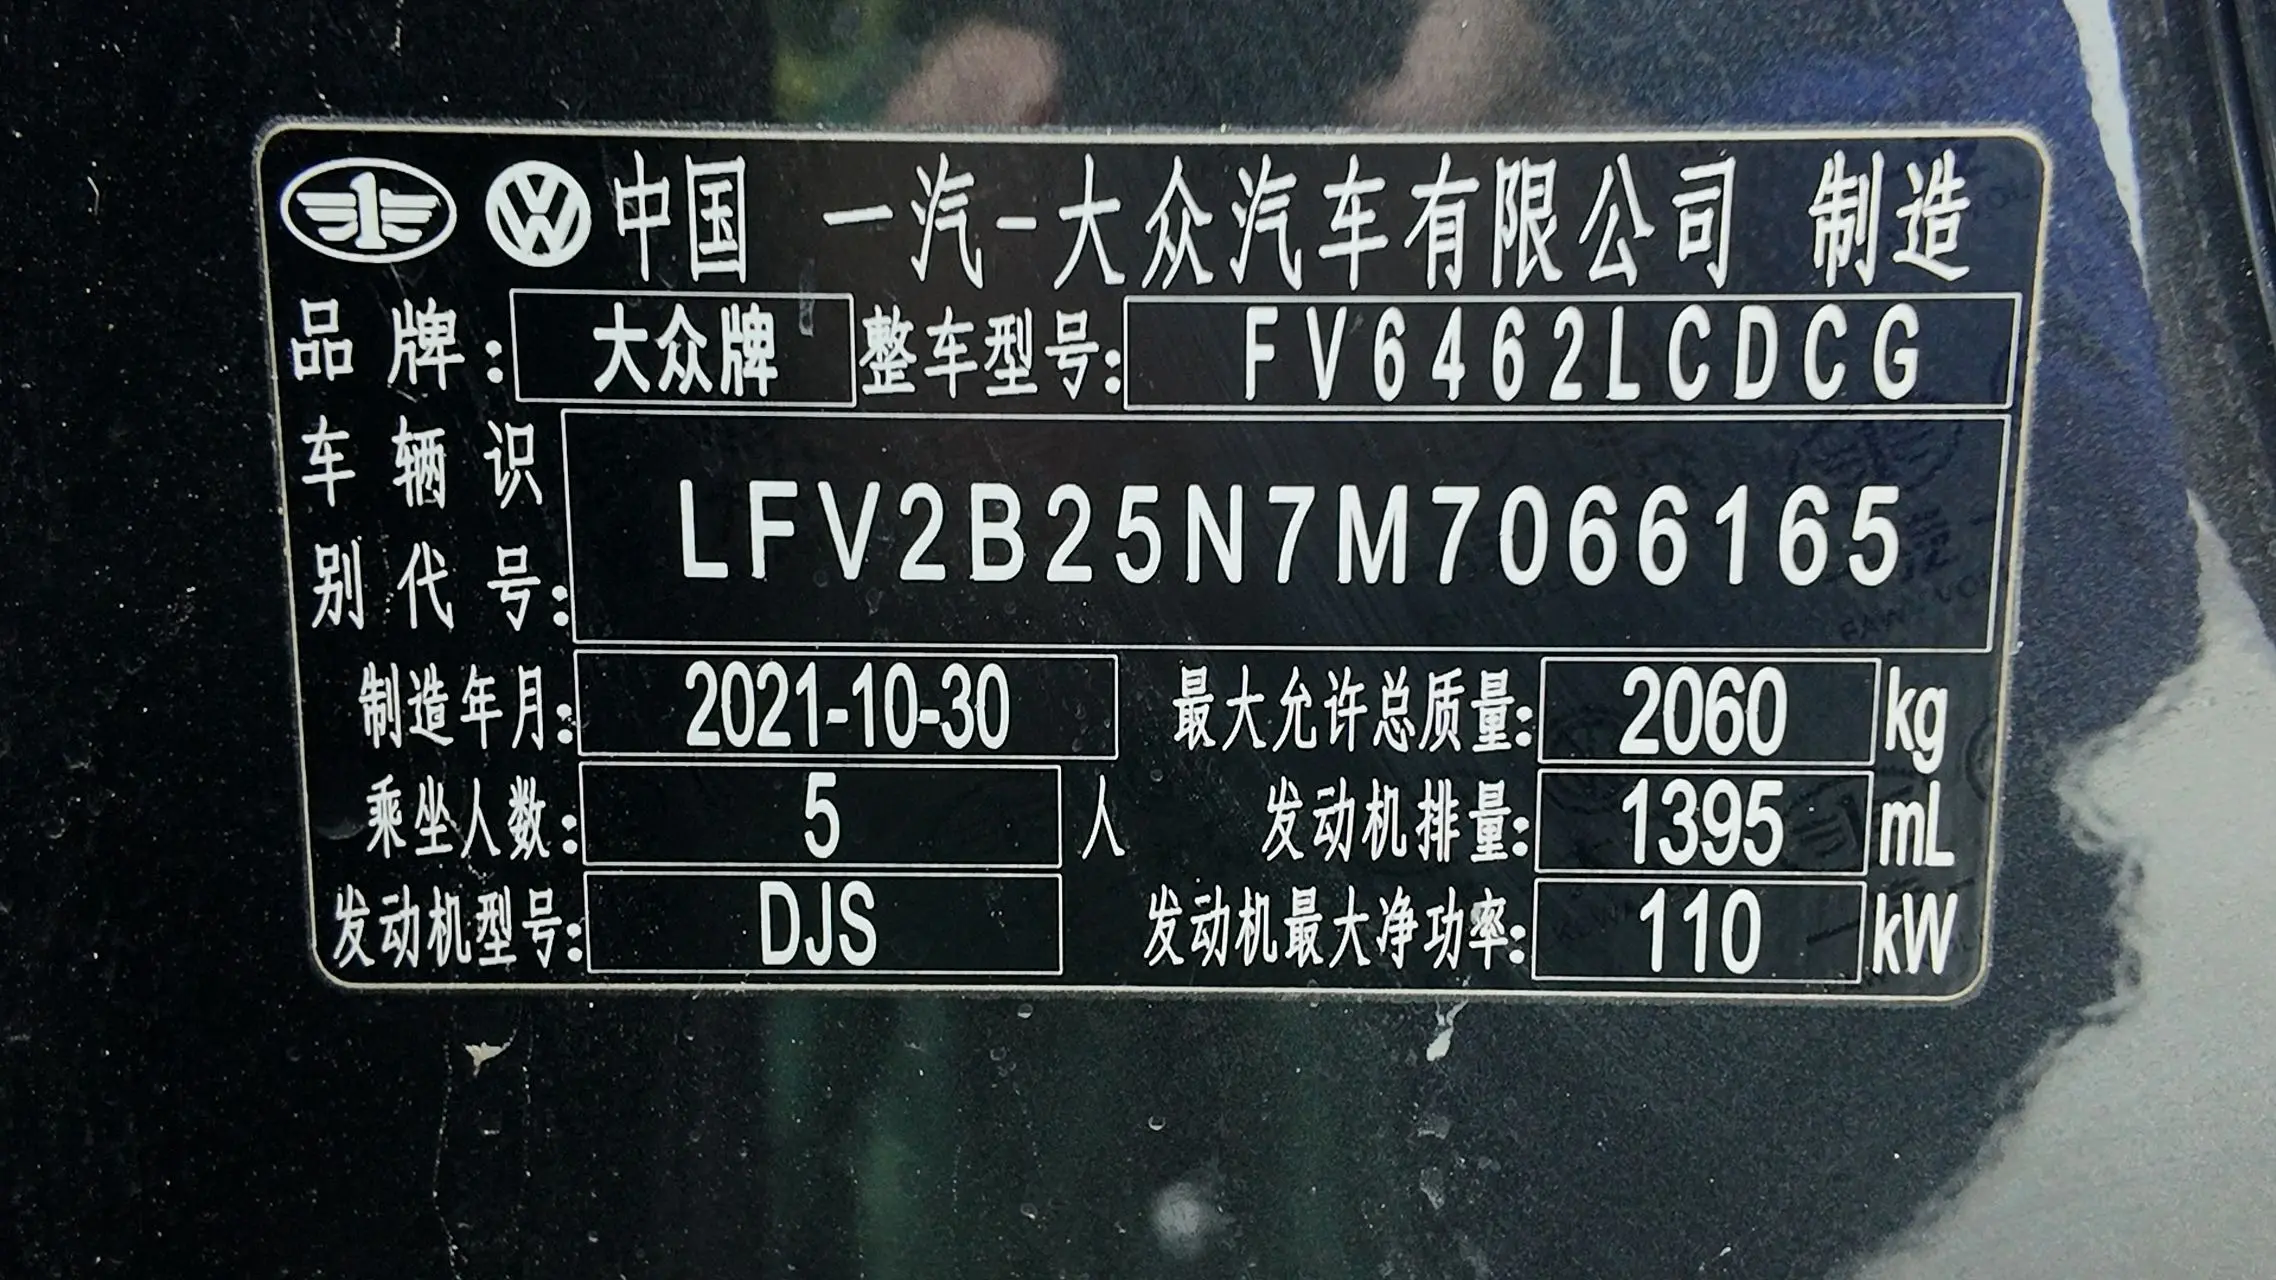 中国 一汽-大众汽车有限公司 制造
品牌: 大众牌 整车型号: FV6462LCDCG
车辆识别代号: LFV2B25N7M7066165
制造年月: 2021-10-30 最大允许总质量: 2060 kg
乘坐人数: 5 人 发动机排量: 1395 mL
发动机型号: DJS 发动机最大净功率: 110 kW